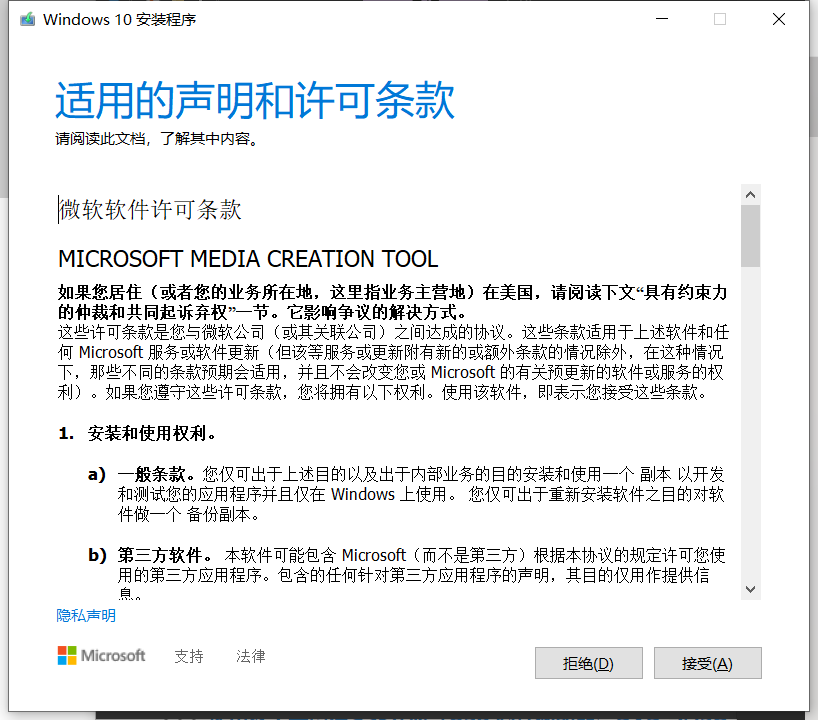 Windows 10 安装程序
适用的声明和许可条款
请阅读此文档，了解其中内容。
微软软件许可条款
MICROSOFT MEDIA CREATION TOOL
如果您居住（或者您的业务所在地，这里指业务主营地）在美国，请阅读下文“具有约束力
的仲裁和共同起诉弃权”一节。它影响争议的解决方式。
这些许可条款是您与微软公司（或其关联公司）之间达成的协议。这些条款适用于上述软件和任
何 Microsoft 服务或软件更新（但该等服务或更新附有新的或额外条款的情况除外，在这种情况
下，那些不同的条款预期会适用，并且不会改变您或 Microsoft 的有关预更新的软件或服务的权
利）。如果您遵守这些许可条款，您将拥有以下权利。使用该软件，即表示您接受这些条款。
1. 安装和使用权利。
a) 一般条款。您仅可出于上述目的以及出于内部业务的目的安装和使用一个 副本 以开发
和测试您的应用程序并且仅在 Windows 上使用。 您仅可出于重新安装软件之目的对软
件做一个 备份副本。
b) 第三方软件。 本软件可能包含 Microsoft（而不是第三方）根据本协议的规定许可您使
用的第三方应用程序。包含的任何针对第三方应用程序的声明，其目的仅用作提供信
息。
隐私声明
Microsoft 支持 法律
拒绝(D) 接受(A)